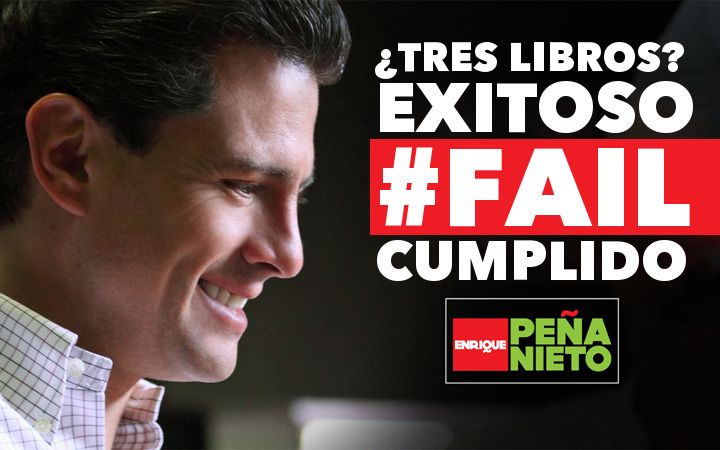 ¿TRES LIBROS?
EXITOSO
#FAIL
CUMPLIDO
ENRIQUE
PEÑA
NIETO